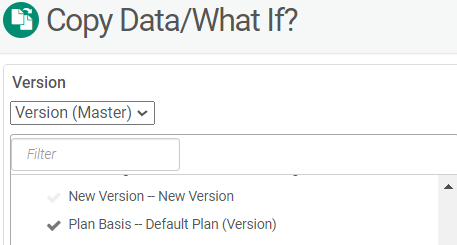 Copy Data/What If?
Version
Version (Master)
Filter
New Version -- New Version
Plan Basis -- Default Plan (Version)